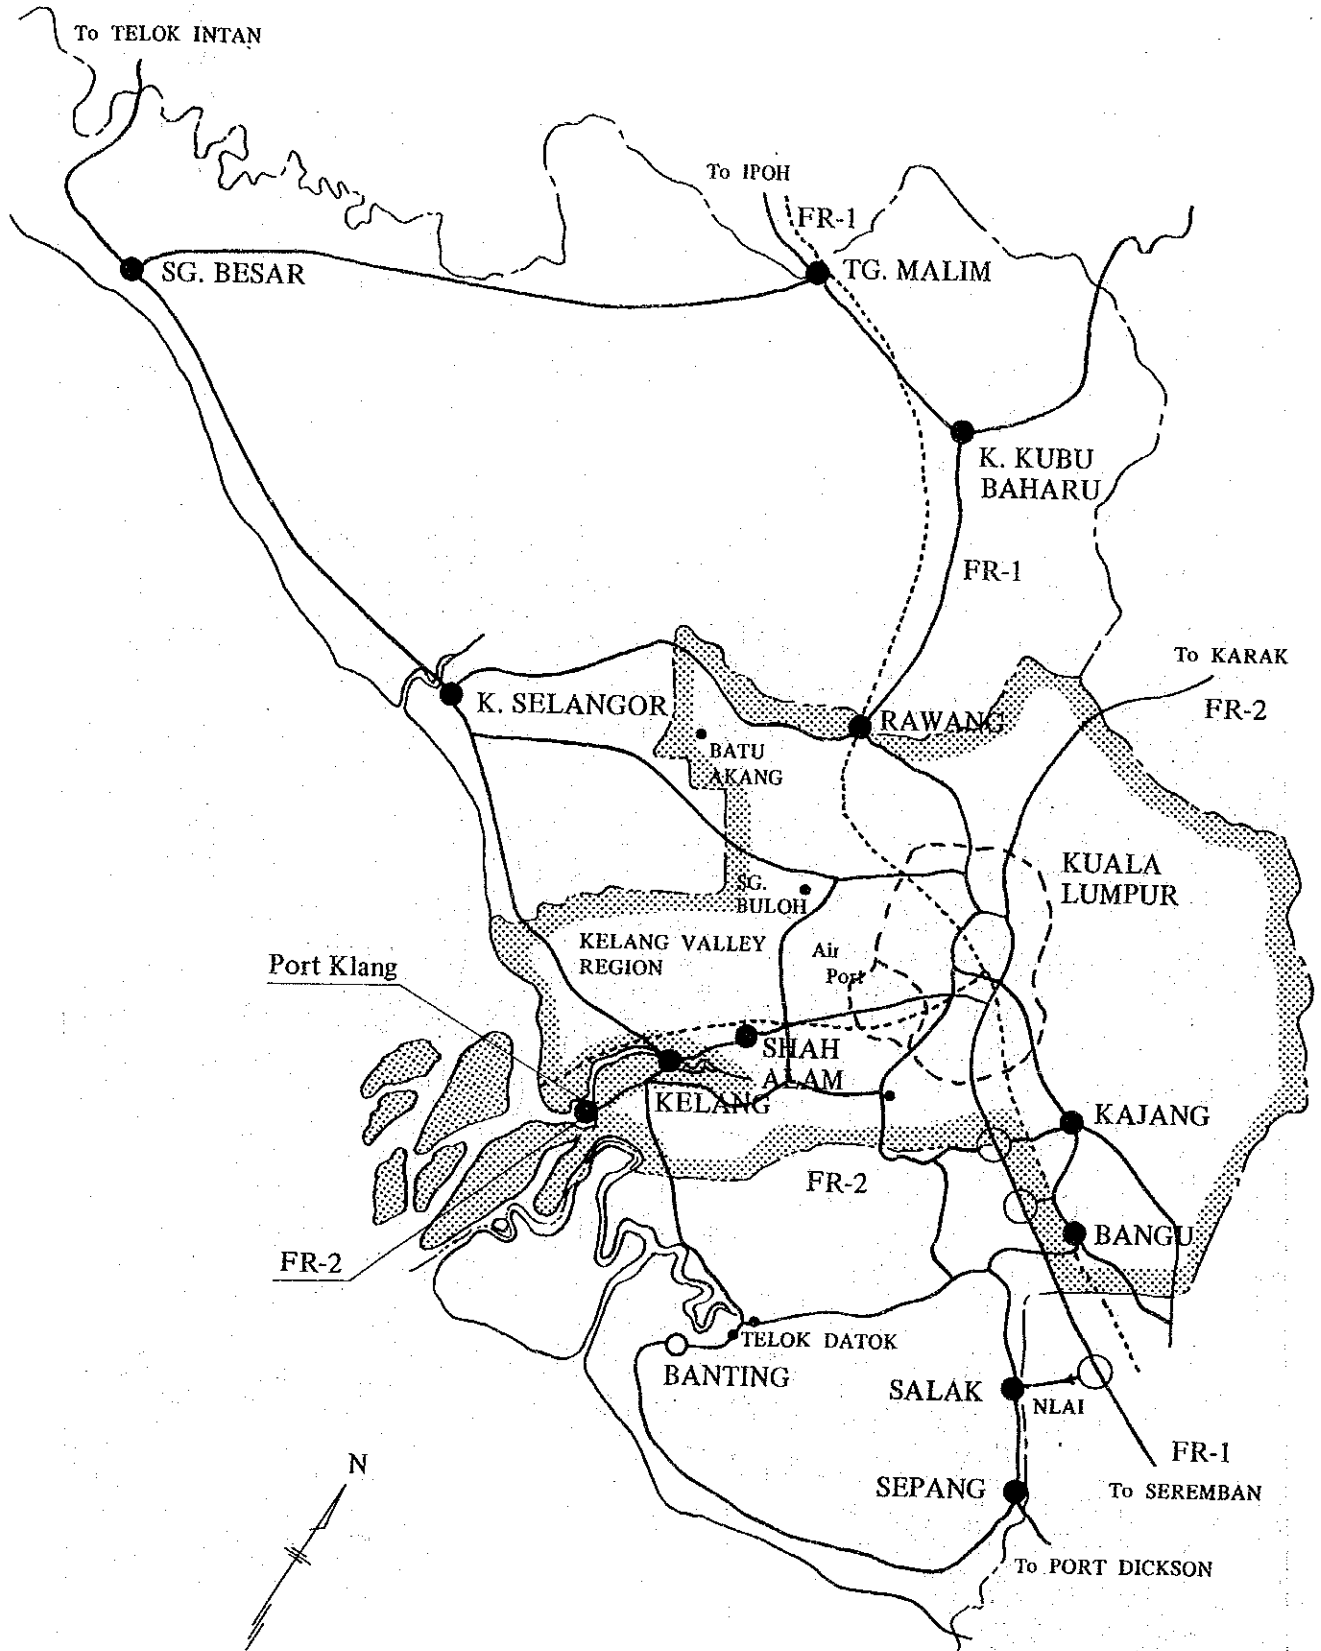 To TELOK INTAN
To IPOH
FR-1
SG. BESAR
TG. MALIM
K. KUBU
BAHARU
FR-1
To KARAK
FR-2
K. SELANGOR
RAWANG
BATU
AKANG
KUALA
LUMPUR
SG.
BULOH
KELANG VALLEY
REGION
Air
Port
Port Klang
SHAH
ALAM
KELANG
KAJANG
FR-2
BANGU
FR-2
TELOK DATOK
BANTING
SALAK
NLAI
FR-1
To SEREMBAN
N
SEPANG
To PORT DICKSON